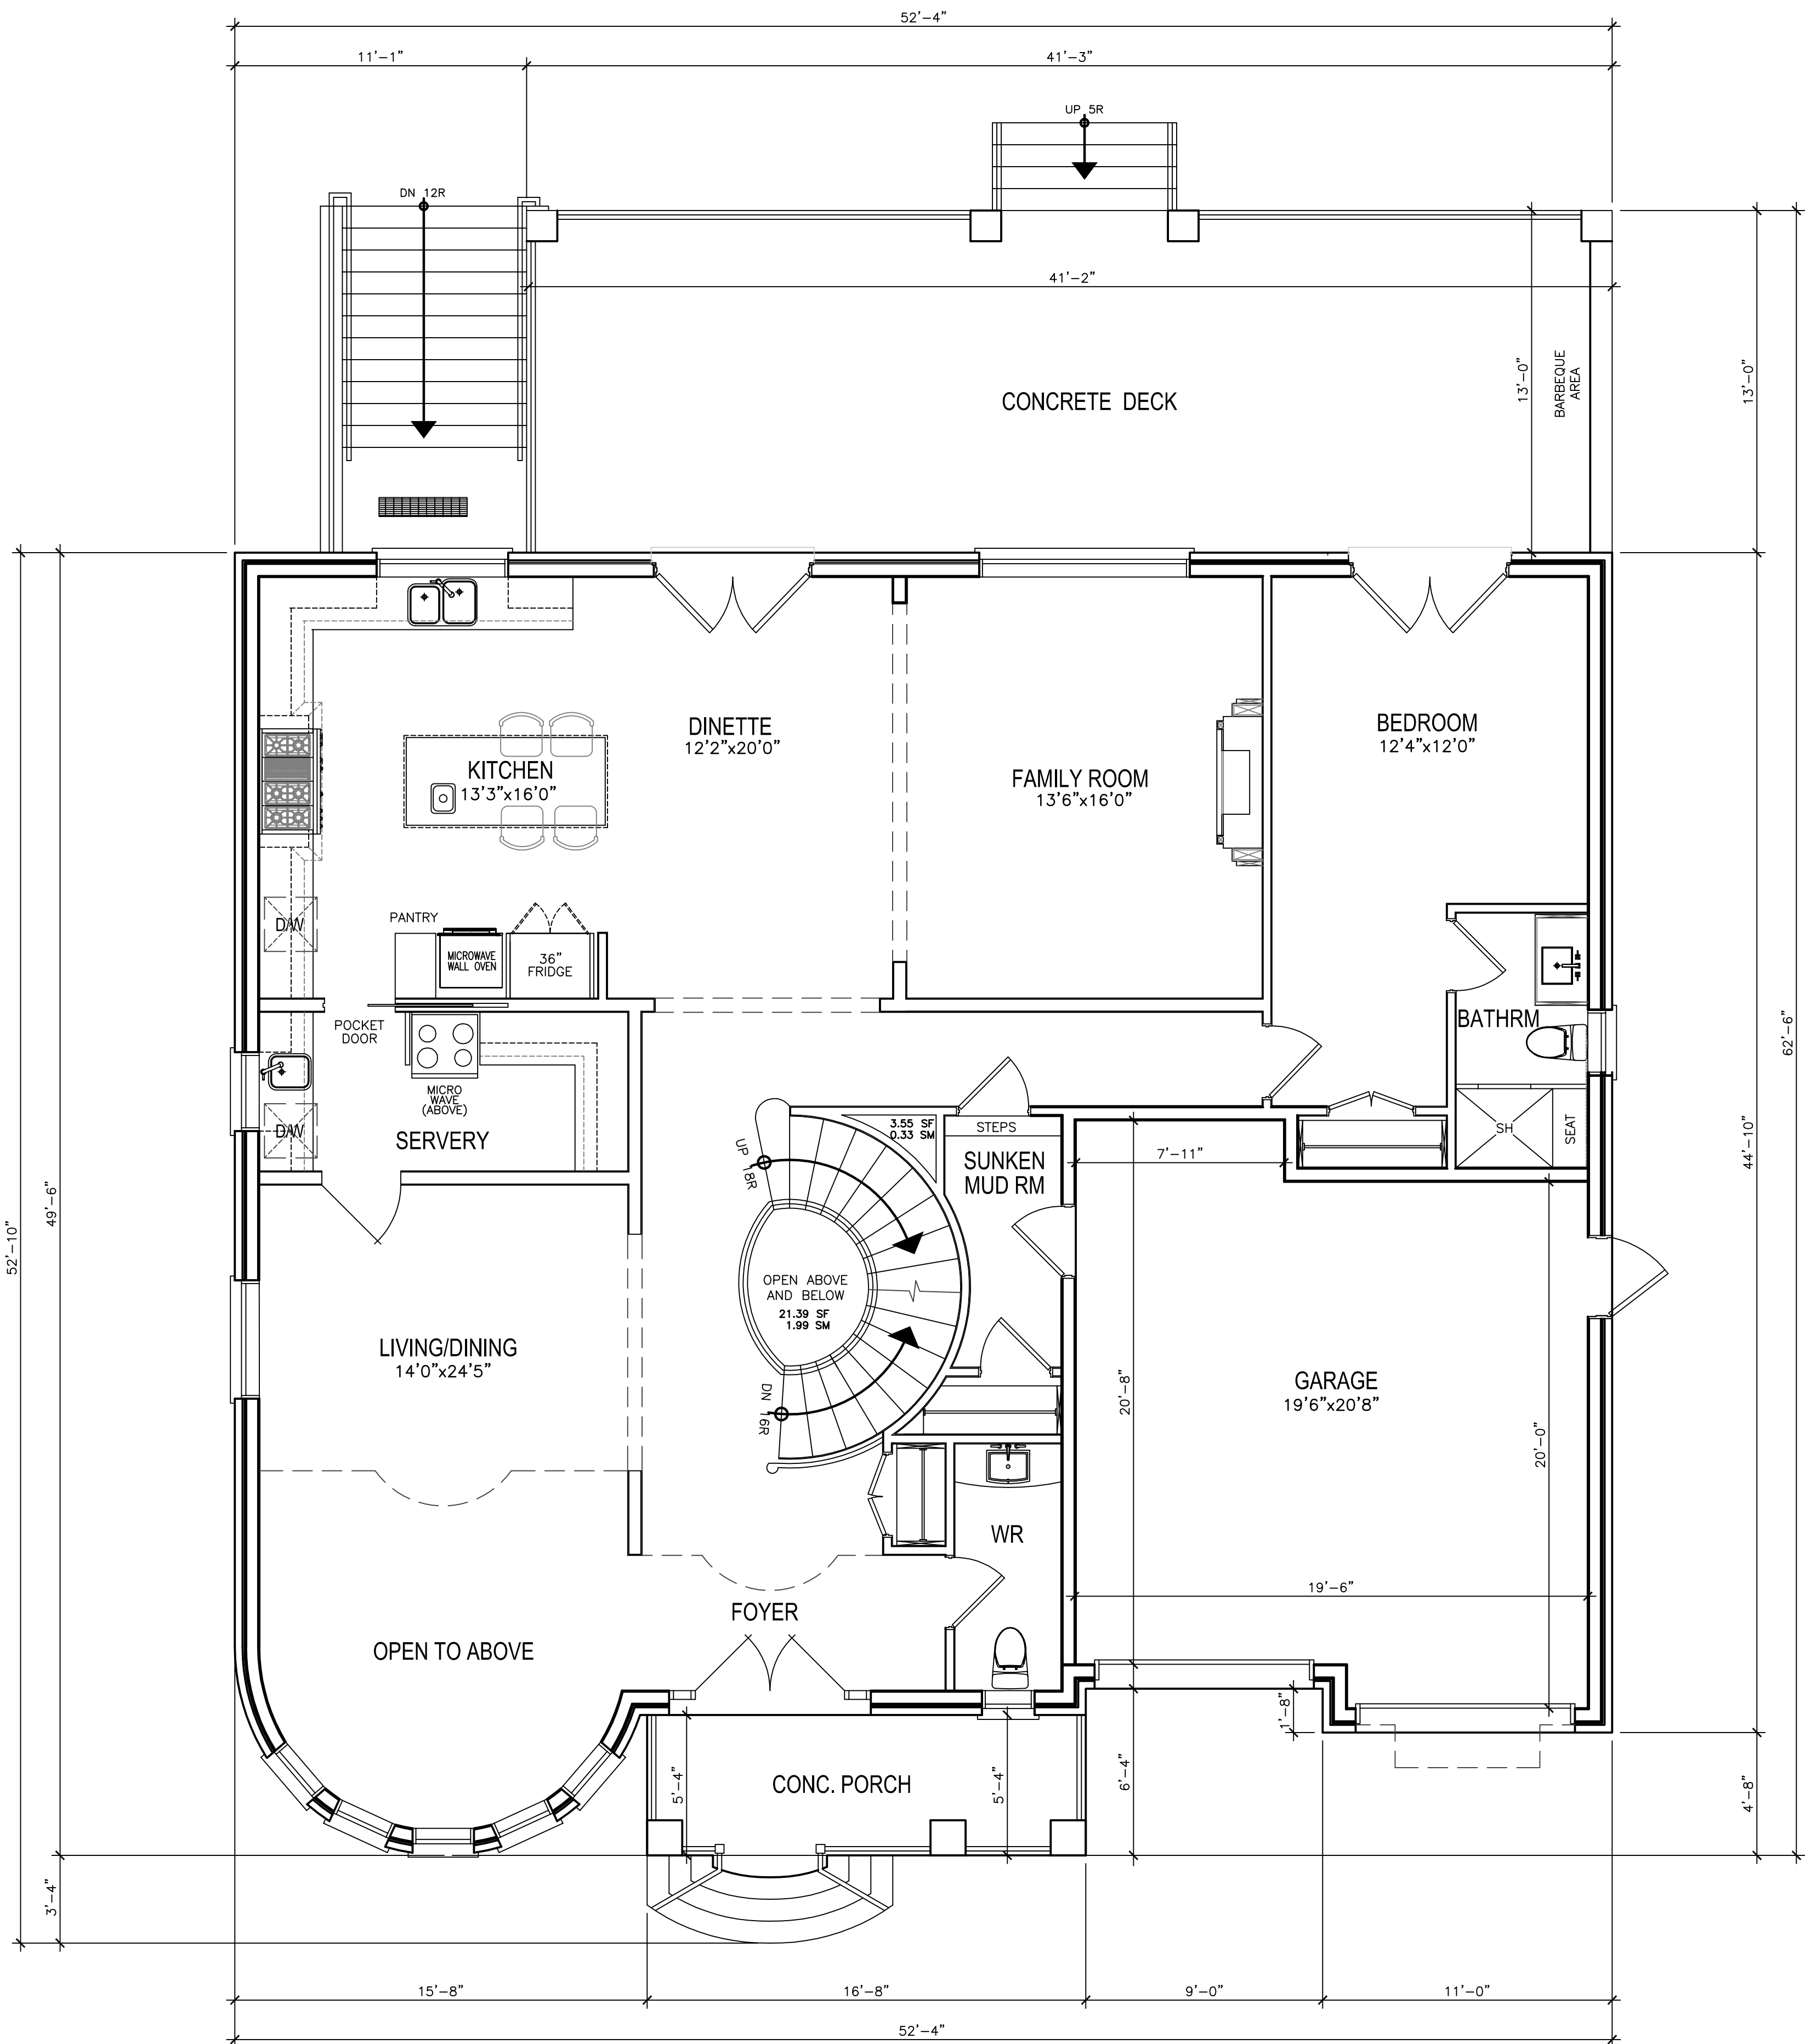 52'-4"
11'-1"
41'-3"
UP 5R
DN 12R
41'-2"
13'-0"
BARBEQUE
AREA
13'-0"
CONCRETE DECK
DINETTE
12'2"x20'0"
BEDROOM
12'4"x12'0"
KITCHEN
13'3"x16'0"
FAMILY ROOM
13'6"x16'0"
D/W
PANTRY
MICROWAVE
WALL OVEN
36"
FRIDGE
POCKET
DOOR
BATHRM
62'-6"
MICRO
WAVE
(ABOVE)
D/W
SERVERY
3.55 SF
0.33 SM
STEPS
SH
SEAT
UP 18R
SUNKEN
MUD RM
7'-11"
44'-10"
49'-6"
52'-10"
OPEN ABOVE
AND BELOW
21.39 SF
1.99 SM
LIVING/DINING
14'0"x24'5"
DN 16R
20'-8"
GARAGE
19'6"x20'8"
20'-0"
WR
19'-6"
FOYER
OPEN TO ABOVE
1'-8"
5'-4"
CONC. PORCH
5'-4"
6'-4"
4'-8"
3'-4"
15'-8"
16'-8"
9'-0"
11'-0"
52'-4"